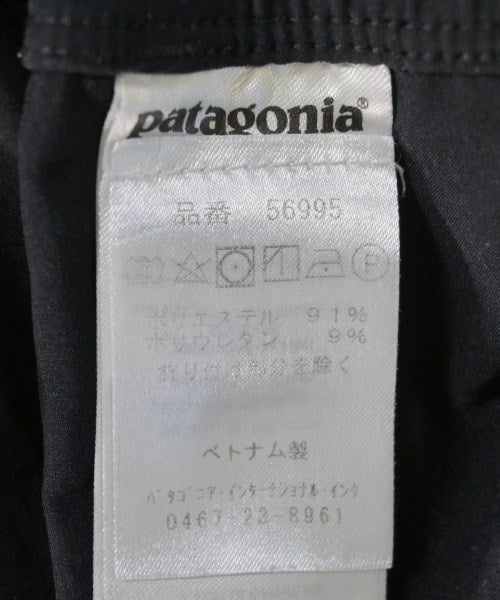 patagonia®
品番 56995
P
ポリエステル 91%
ポリウレタン 9%
飾り付け部分を除く
ベトナム製
ﾊﾟﾀｺﾞﾆｱ･ｲﾝﾀｰﾅｼｮﾅﾙ･ｲﾝｸ
0467-23-8961